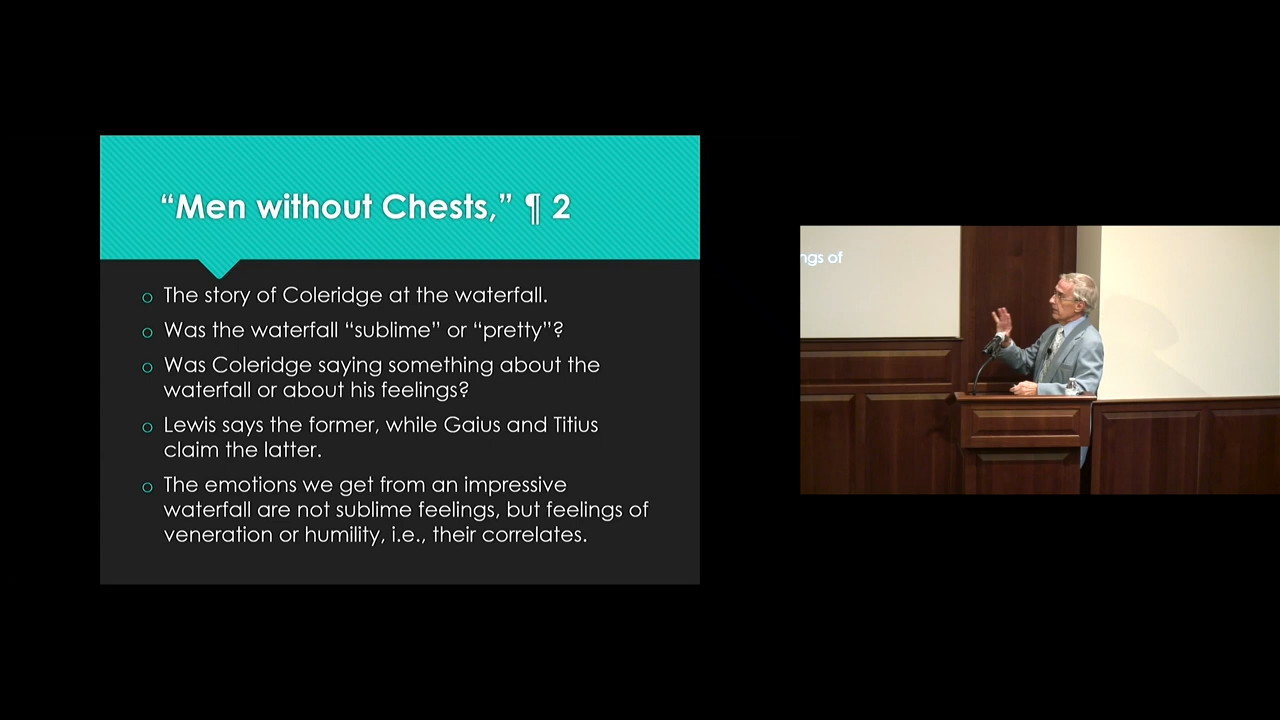 “Men without Chests,” ¶ 2
The story of Coleridge at the waterfall.
Was the waterfall “sublime” or “pretty”?
Was Coleridge saying something about the
waterfall or about his feelings?
Lewis says the former, while Gaius and Titius
claim the latter.
The emotions we get from an impressive
waterfall are not sublime feelings, but feelings of
veneration or humility, i.e., their correlates.
ngs of